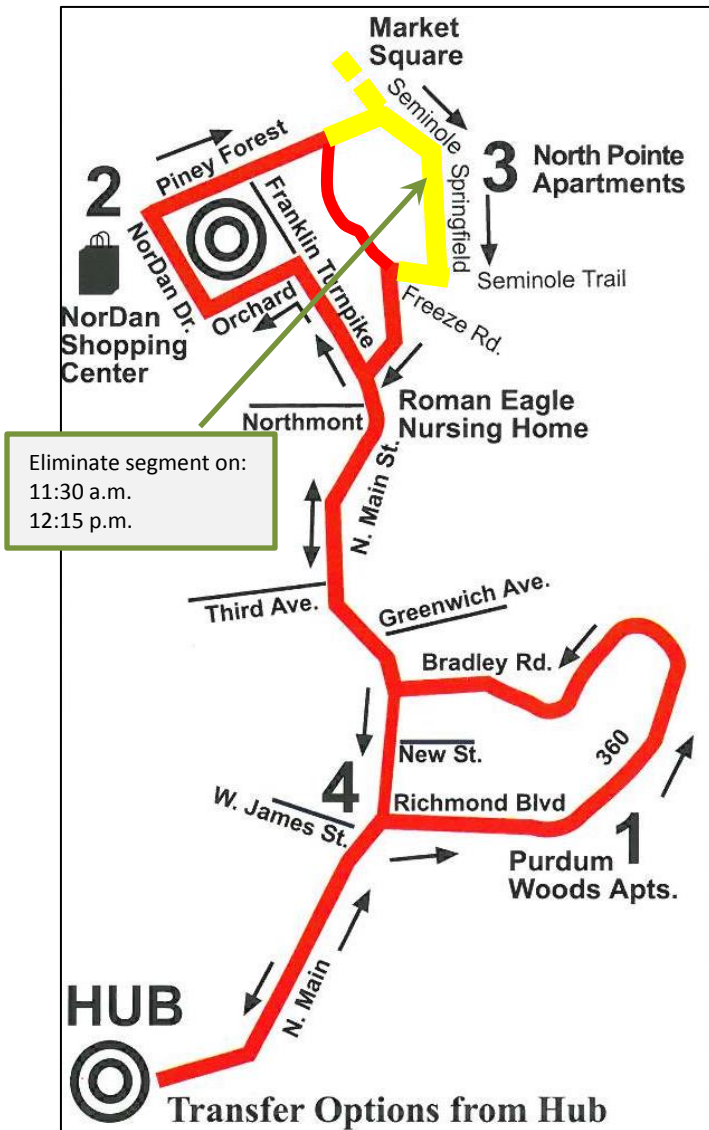 Market
Square
Seminole
Piney Forest
3
North Pointe
Apartments
Springfield
2
Franklin Turnpike
NorDan Dr.
Seminole Trail
Orchard
Freeze Rd.
NorDan
Shopping
Center
Northmont
Roman Eagle
Nursing Home
Eliminate segment on:
11:30 a.m.
12:15 p.m.
N. Main St.
Third Ave.
Greenwich Ave.
Bradley Rd.
New St.
360
4
W. James St.
Richmond Blvd
1
Purdum
Woods Apts.
N. Main
HUB
Transfer Options from Hub